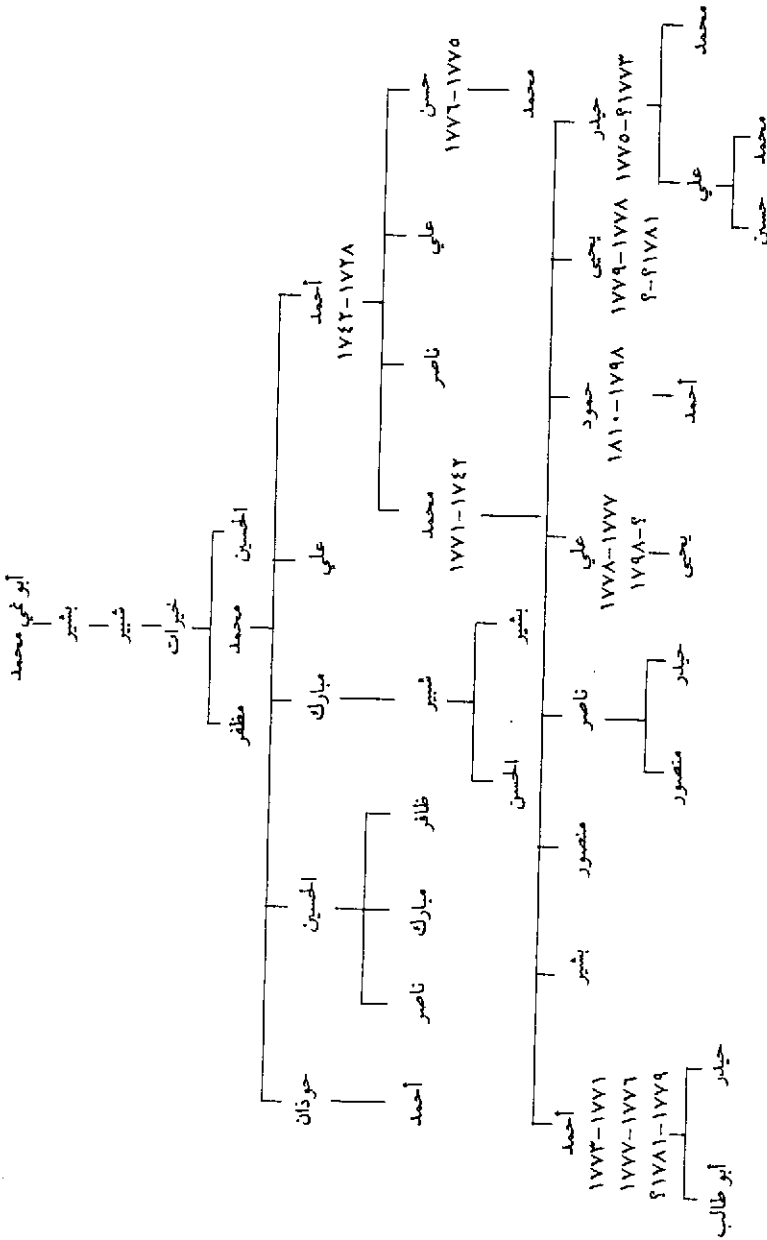 أبو نمي محمد
بشير
شبير
خيرات
الحسين محمد مظفر
أحمد علي مبارك الحسين حوذان
١٧٤٢-١٧٢٨
حسن علي ناصر محمد شبير ظافر مبارك ناصر أحمد
١٧٧٦-١٧٧٥ ١٧٧١-١٧٤٢
محمد بشير الحسن
حيدر يحيى حمود علي ناصر منصور بشير أحمد
١٧٧٥-؟١٧٧٣ ١٧٧٩-١٧٧٨ ١٨١٠-١٧٩٨ ١٧٧٨-١٧٧٧ ١٧٧٣-١٧٧١
؟-؟١٧٨١ ١٧٩٨-؟ ١٧٧٧-١٧٧٦
؟١٧٨١-١٧٧٩
محمد علي أحمد يحيى حيدر منصور حيدر أبو طالب
محمد حسين